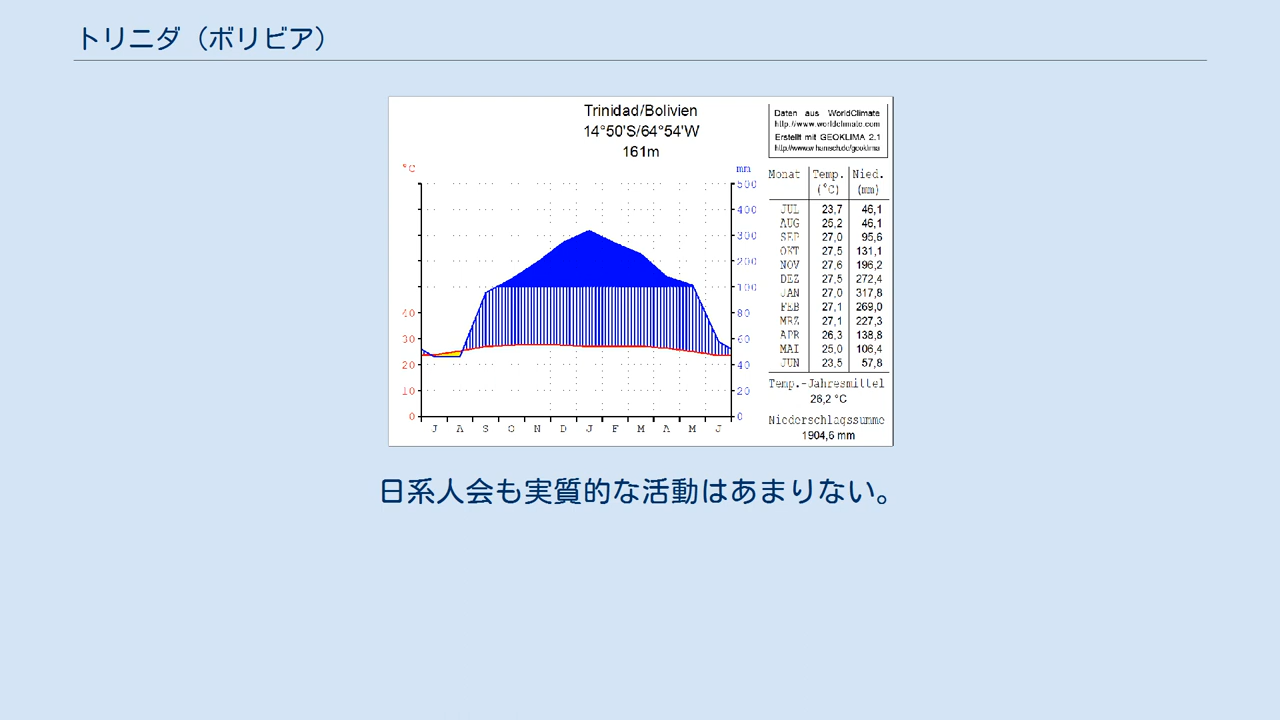 トリニダ（ボリビア）
Trinidad/Bolivien
14°50'S/64°54'W
161m
Daten aus WorldClimate
http://www.worldclimate.com
Erstellt mit GEOKLIMA 2.1
http://www.w-hansch.de/geoklima
°C
mm
500
400
300
200
100
40 80
30 60
20 40
10 20
0 0
J A S O N D J F M A M J
Monat Temp. Nied.
(°C) (mm)
JUL 23,7 46,1
AUG 25,2 46,1
SEP 27,0 95,6
OKT 27,5 131,1
NOV 27,6 196,2
DEZ 27,5 272,4
JAN 27,0 317,8
FEB 27,1 269,0
MRZ 27,1 227,3
APR 26,3 138,8
MAI 25,0 106,4
JUN 23,5 57,8
Temp.-Jahresmittel
26,2 °C
Niederschlagssumme
1904,6 mm
日系人会も実質的な活動はあまりない。